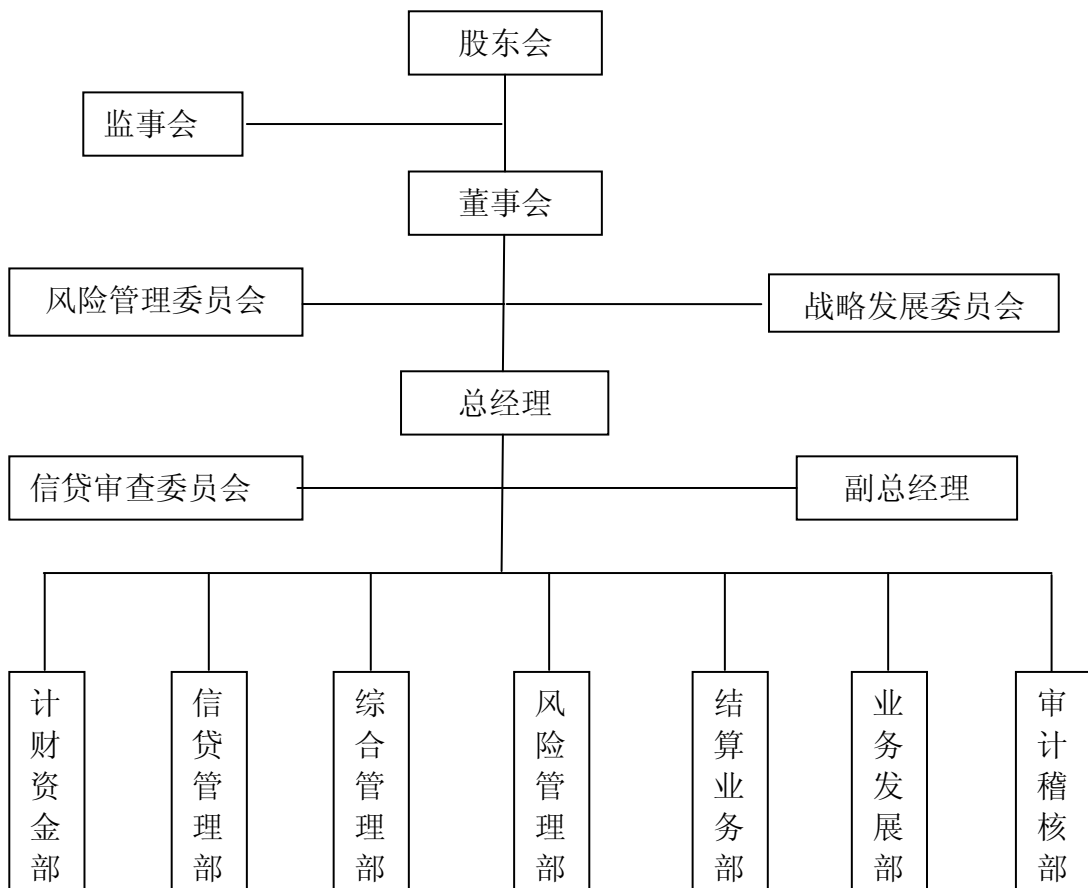 股东会
监事会
董事会
风险管理委员会
战略发展委员会
总经理
信贷审查委员会
副总经理
计财资金部
信贷管理部
综合管理部
风险管理部
结算业务部
业务发展部
审计稽核部